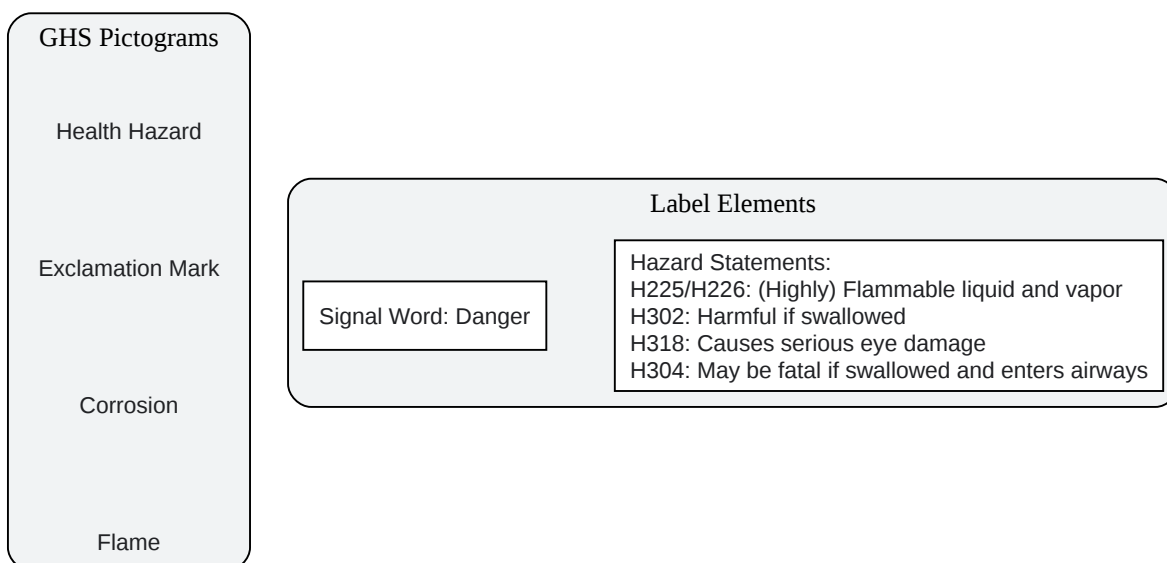 GHS Pictograms
Health Hazard
Exclamation Mark
Corrosion
Flame
Label Elements
Signal Word: Danger
Hazard Statements:
H225/H226: (Highly) Flammable liquid and vapor
H302: Harmful if swallowed
H318: Causes serious eye damage
H304: May be fatal if swallowed and enters airways